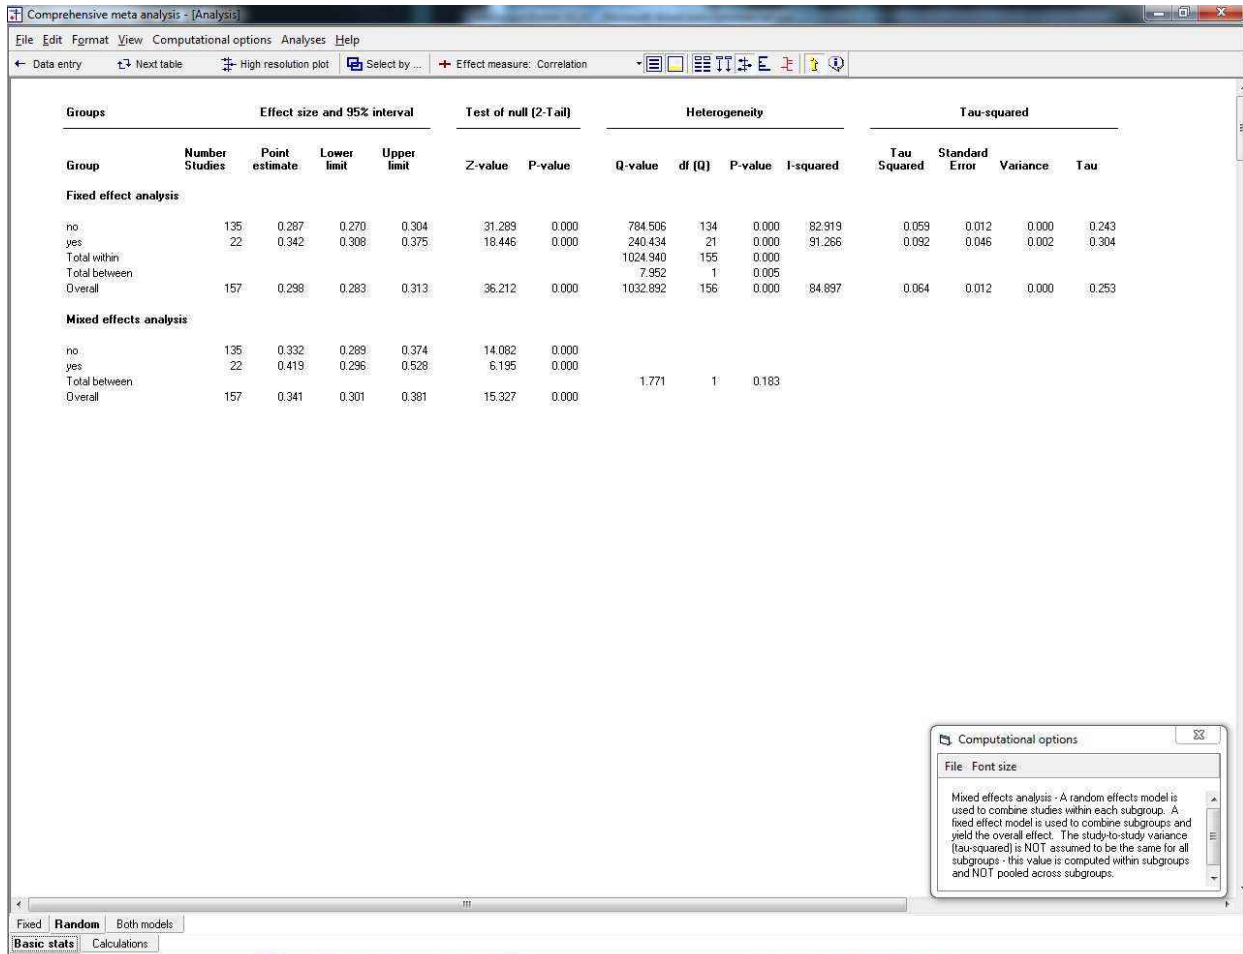 Comprehensive meta analysis - [Analysis]
File Edit Format View Computational options Analyses Help
Data entry Next table High resolution plot Select by ... Effect measure: Correlation
Groups Effect size and 95% interval Test of null (2-Tail) Heterogeneity Tau-squared
Group Number Studies Point estimate Lower limit Upper limit Z-value P-value Q-value df (Q) P-value I-squared Tau Squared Standard Error Variance Tau
Fixed effect analysis
no 135 0.287 0.270 0.304 31.289 0.000 784.506 134 0.000 82.919 0.059 0.012 0.000 0.243
yes 22 0.342 0.308 0.375 18.446 0.000 240.434 21 0.000 91.266 0.092 0.046 0.002 0.304
Total within 1024.940 155 0.000
Total between 7.952 1 0.005
Overall 157 0.298 0.283 0.313 36.212 0.000 1032.892 156 0.000 84.897 0.064 0.012 0.000 0.253
Mixed effects analysis
no 135 0.332 0.289 0.374 14.082 0.000
yes 22 0.419 0.296 0.528 6.195 0.000
Total between 1.771 1 0.183
Overall 157 0.341 0.301 0.381 15.327 0.000
Computational options
File Font size
Mixed effects analysis - A random effects model is
used to combine studies within each subgroup. A
fixed effect model is used to combine subgroups and
yield the overall effect. The study-to-study variance
(tau-squared) is NOT assumed to be the same for all
subgroups - this value is computed within subgroups
and NOT pooled across subgroups.
Fixed Random Both models
Basic stats Calculations